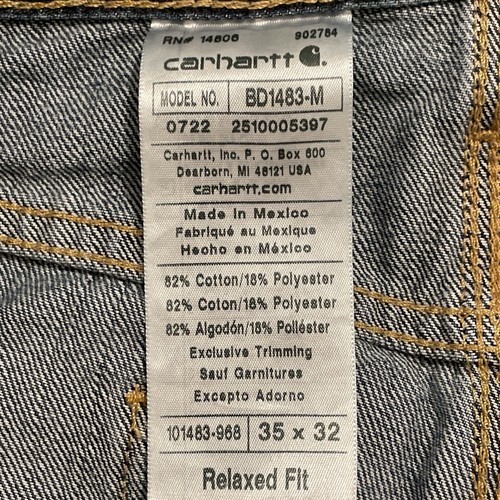 RN# 14806 902784
carhartt
MODEL NO. BD1483-M
0722 2510005397
Carhartt, Inc. P. O. Box 600
Dearborn, MI 48121 USA
carhartt.com
Made in Mexico
Fabriqué au Mexique
Hecho en México
82% Cotton/18% Polyester
82% Coton/18% Polyester
82% Algodón/18% Poliéster
Exclusive Trimming
Sauf Garnitures
Excepto Adorno
101483-968 35 x 32
Relaxed Fit